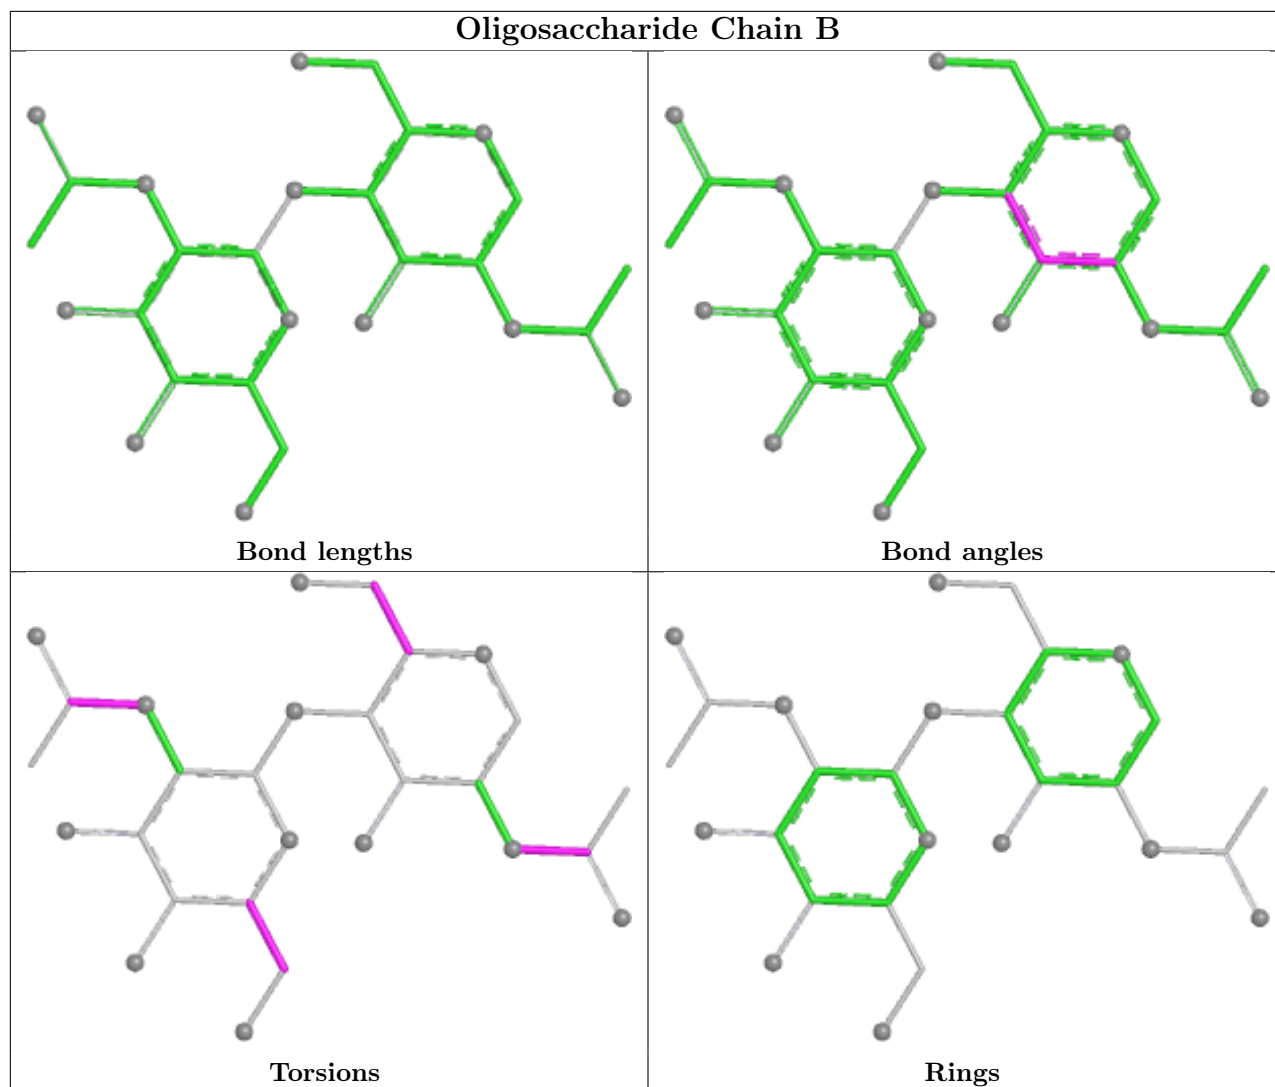 Oligosaccharide Chain B
Bond lengths
Bond angles
Torsions
Rings